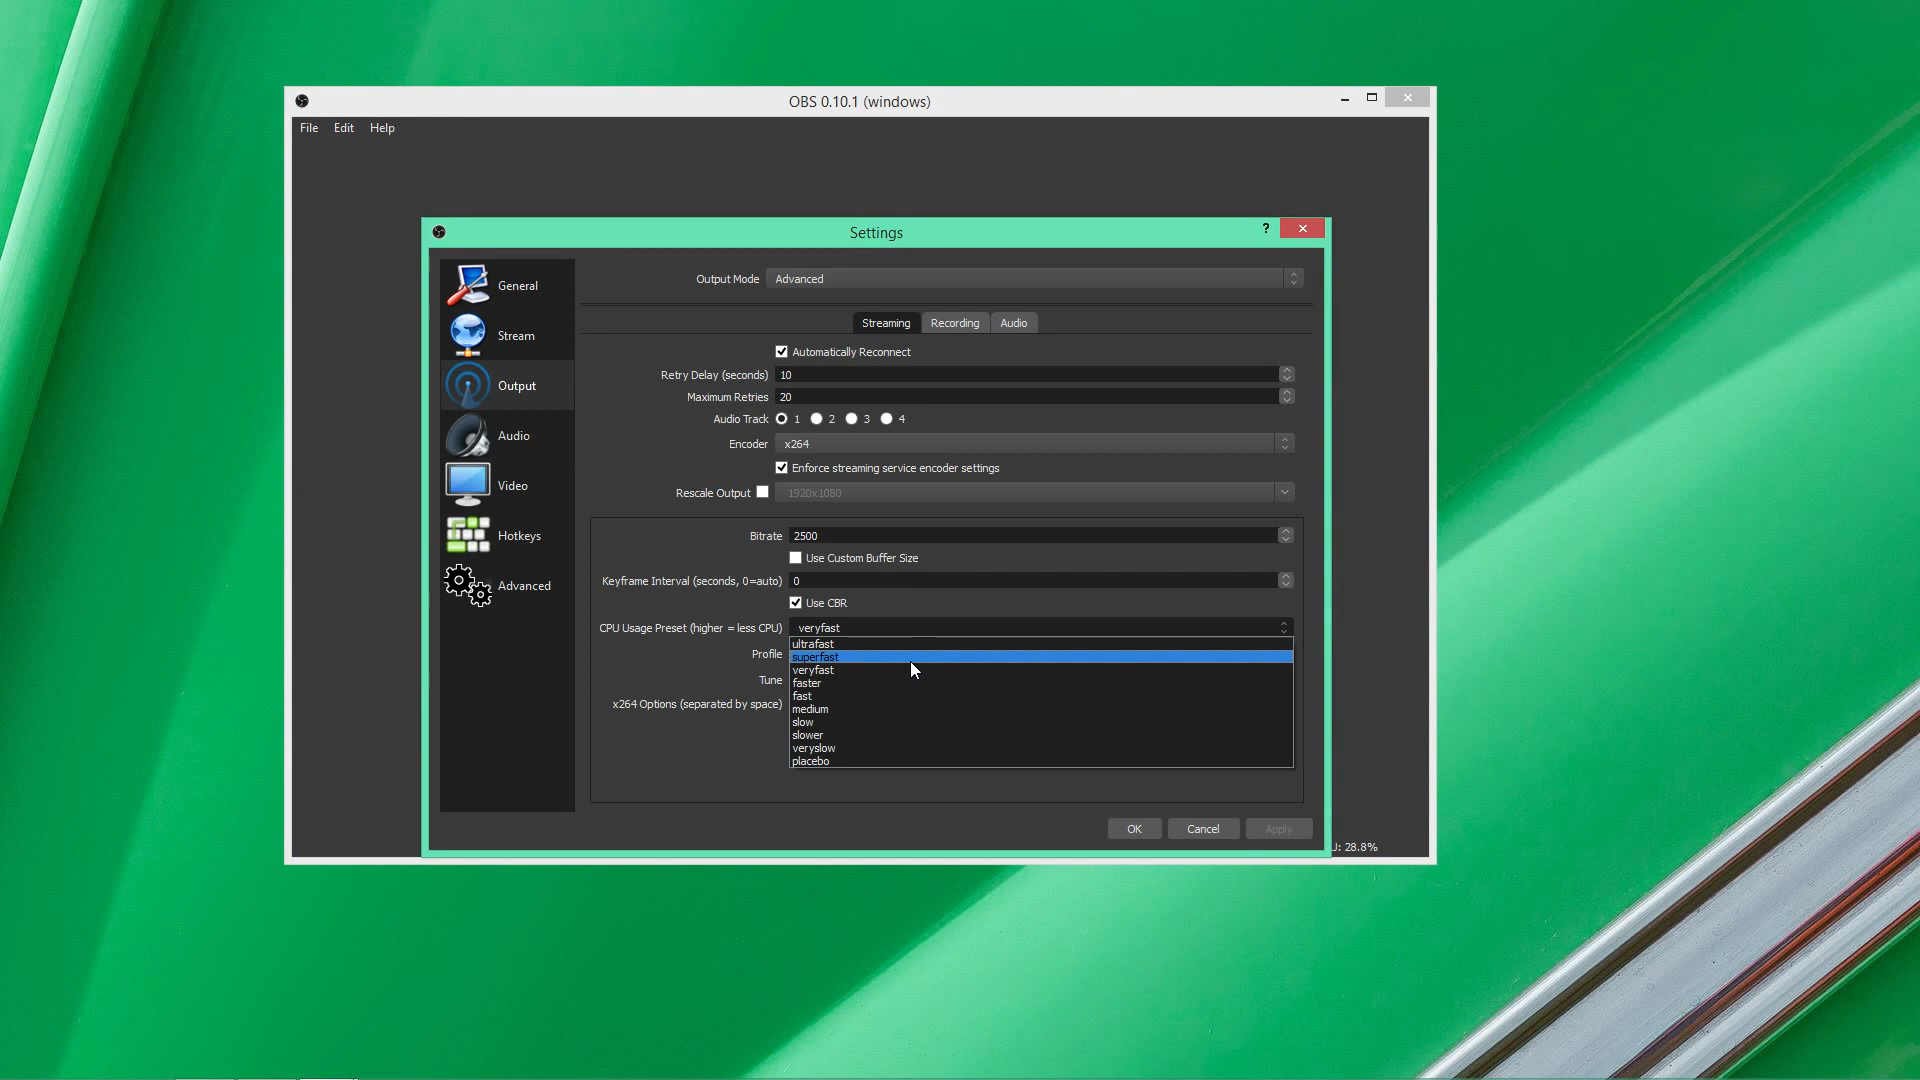 OBS 0.10.1 (windows)
File Edit Help
Settings
?
General
Stream
Output
Audio
Video
Hotkeys
Advanced
Output Mode Advanced
Streaming Recording Audio
Automatically Reconnect
Retry Delay (seconds) 10
Maximum Retries 20
Audio Track 1 2 3 4
Encoder x264
Enforce streaming service encoder settings
Rescale Output 1920x1080
Bitrate 2500
Use Custom Buffer Size
Keyframe Interval (seconds, 0=auto) 0
Use CBR
CPU Usage Preset (higher = less CPU) veryfast
ultrafast
Profile superfast
veryfast
Tune faster
fast
x264 Options (separated by space) medium
slow
slower
veryslow
placebo
OK Cancel Apply
: 28.8%